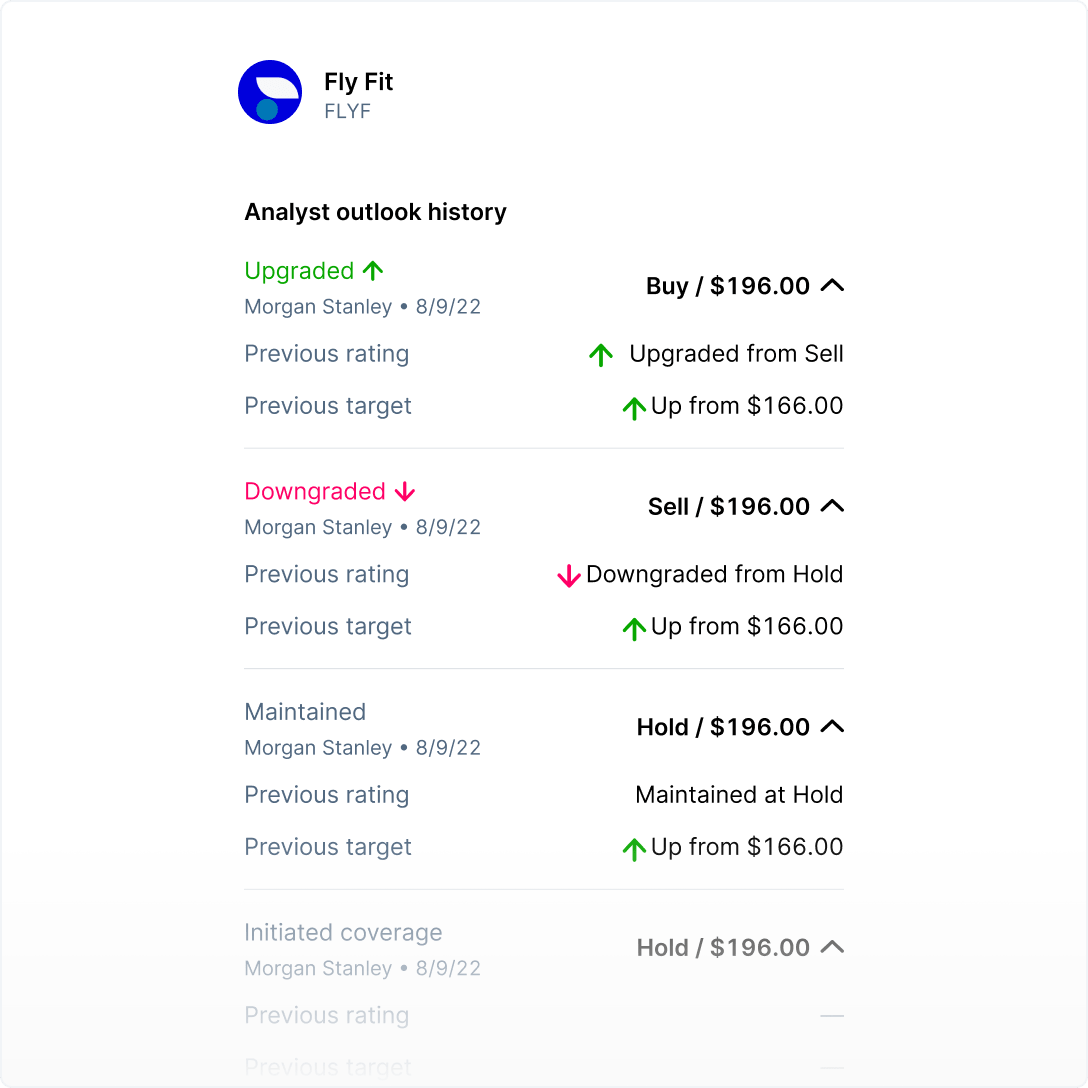 Fly Fit
FLYF
Analyst outlook history
Upgraded
Morgan Stanley • 8/9/22
Buy / $196.00
Previous rating
Upgraded from Sell
Previous target
Up from $166.00
Downgraded
Morgan Stanley • 8/9/22
Sell / $196.00
Previous rating
Downgraded from Hold
Previous target
Up from $166.00
Maintained
Morgan Stanley • 8/9/22
Hold / $196.00
Previous rating
Maintained at Hold
Previous target
Up from $166.00
Initiated coverage
Morgan Stanley • 8/9/22
Hold / $196.00
Previous rating
—
Previous target
—